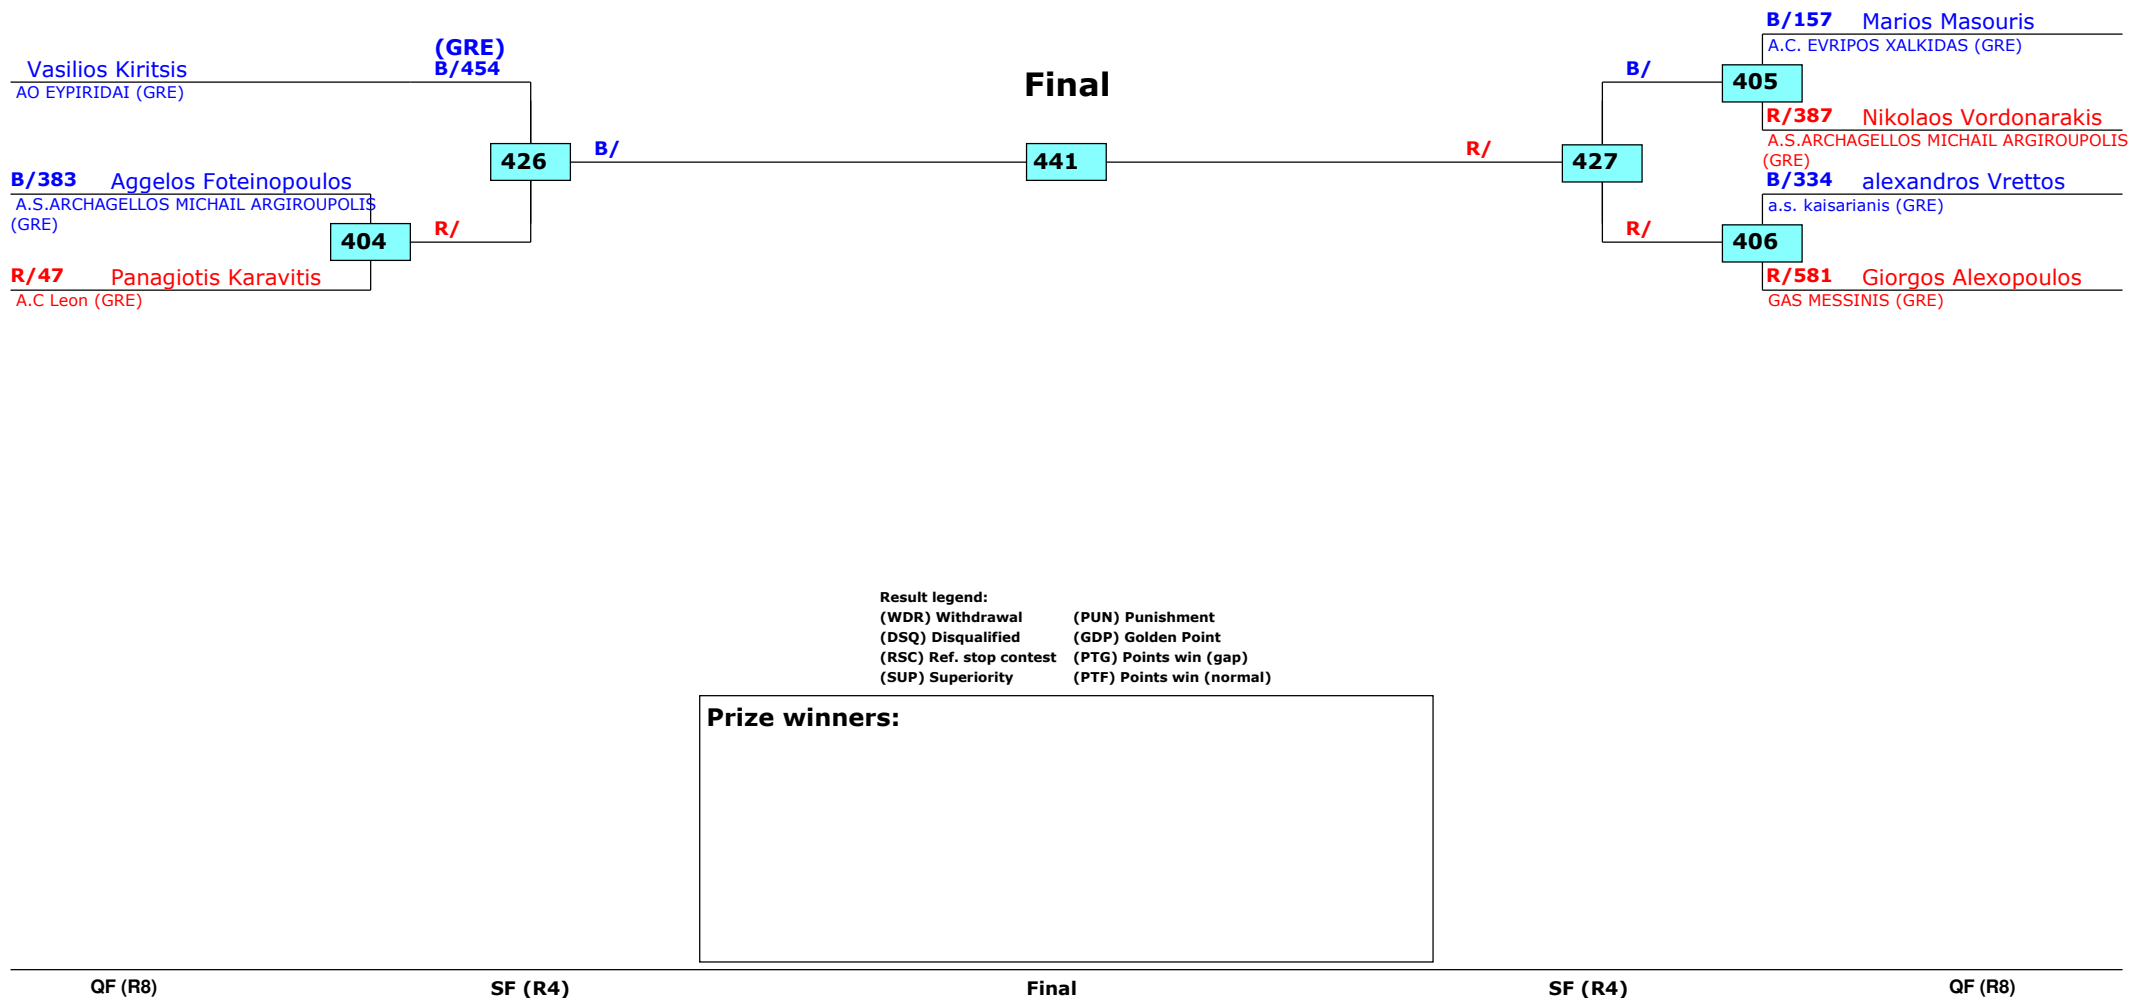 Vasilios Kiritsis
AO EYPIRIDAI (GRE)
(GRE)
B/454
B/383 Aggelos Foteinopoulos
A.S.ARCHAGELLOS MICHAIL ARGIROUPOLIS
(GRE)
404
R/
R/47 Panagiotis Karavitis
A.C Leon (GRE)
426
B/
Final
441
R/
427
B/
R/
B/157 Marios Masouris
A.C. EVRIPOS XALKIDAS (GRE)
405
R/387 Nikolaos Vordonarakis
A.S.ARCHAGELLOS MICHAIL ARGIROUPOLIS
(GRE)
B/334 alexandros Vrettos
a.s. kaisarianis (GRE)
406
R/581 Giorgos Alexopoulos
GAS MESSINIS (GRE)
Result legend:
(WDR) Withdrawal (PUN) Punishment
(DSQ) Disqualified (GDP) Golden Point
(RSC) Ref. stop contest (PTG) Points win (gap)
(SUP) Superiority (PTF) Points win (normal)
Prize winners:
QF (R8) SF (R4) Final SF (R4) QF (R8)